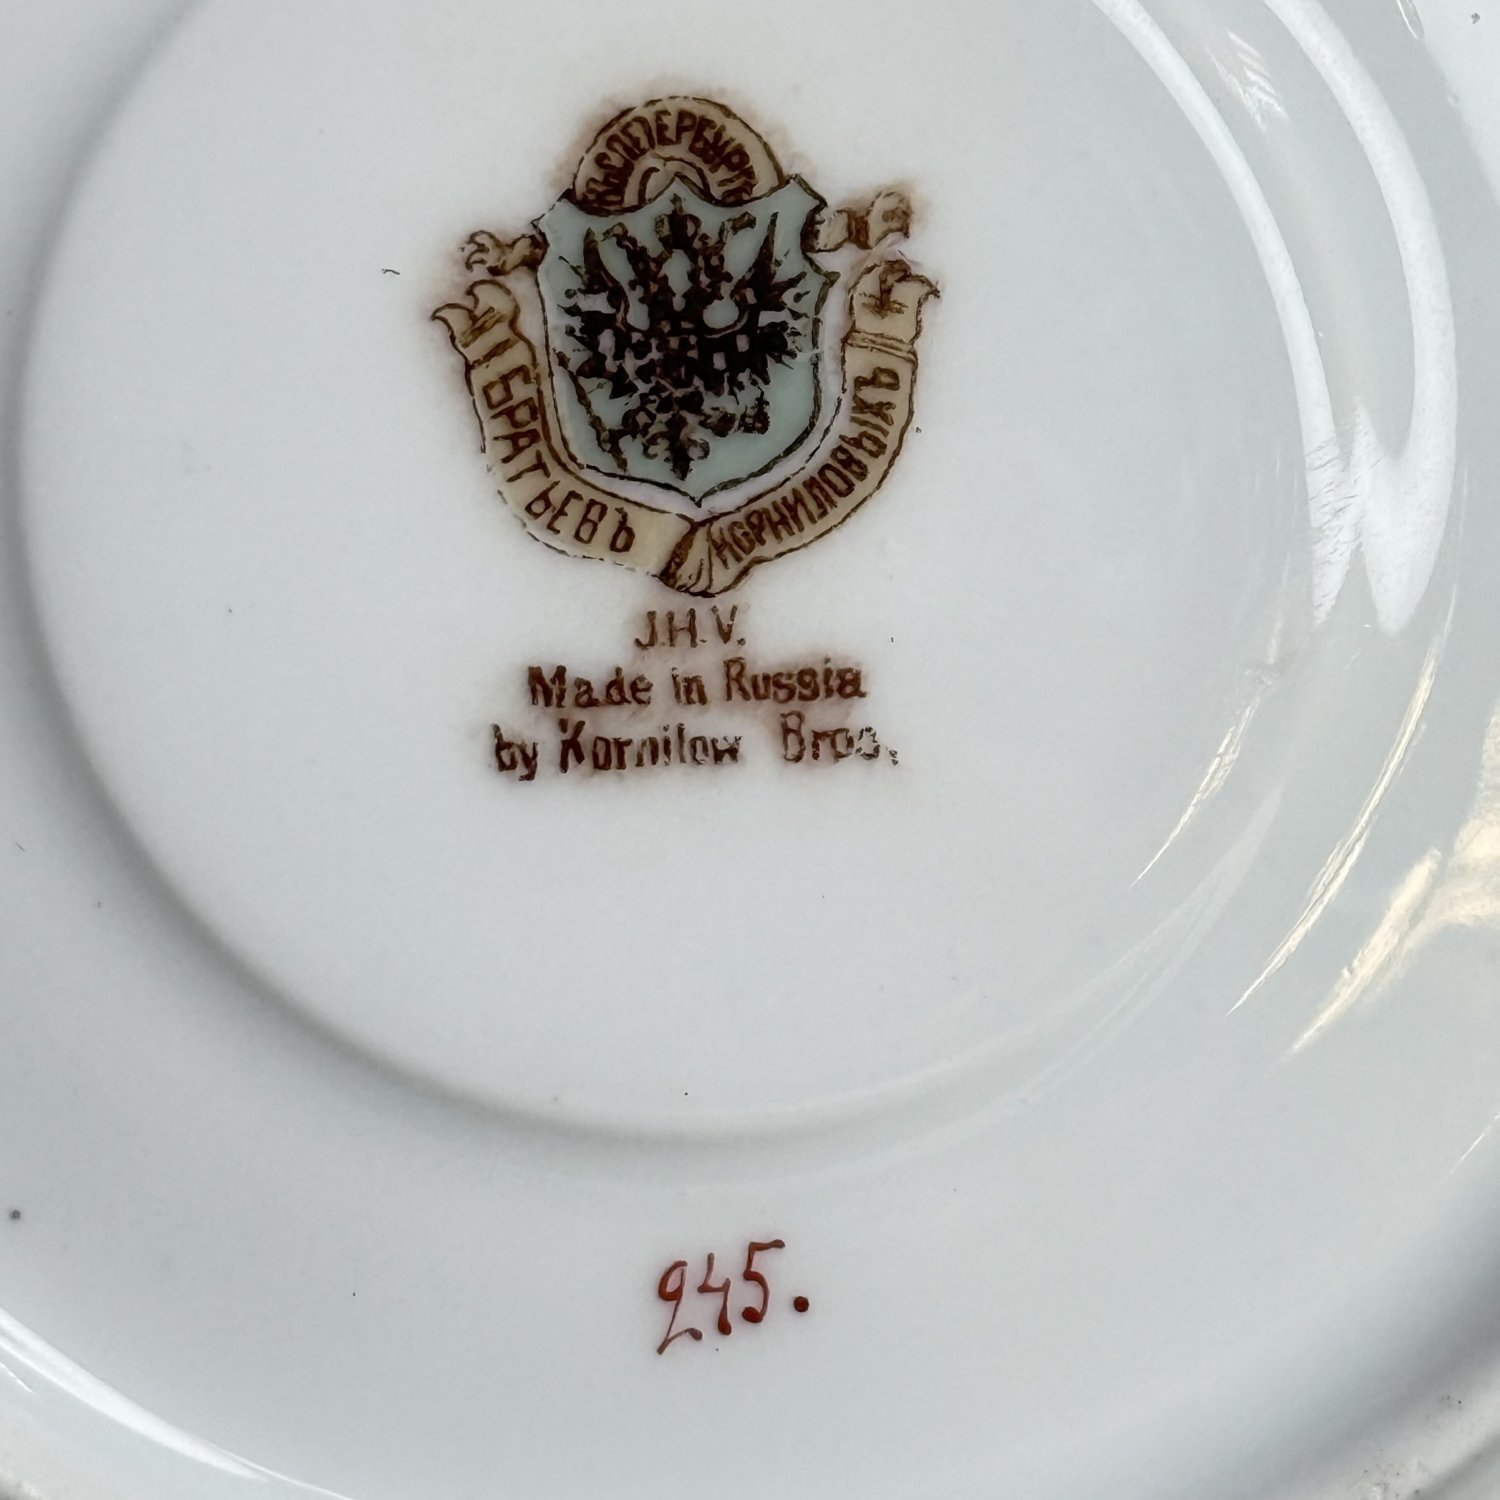 ВЪ С ПЕТЕРБУРГѢ
БРАТЬЕВЪ КОРНИЛОВЫХЪ
J.H.V.
Made in Russia
by Kornilow Bros.
245.